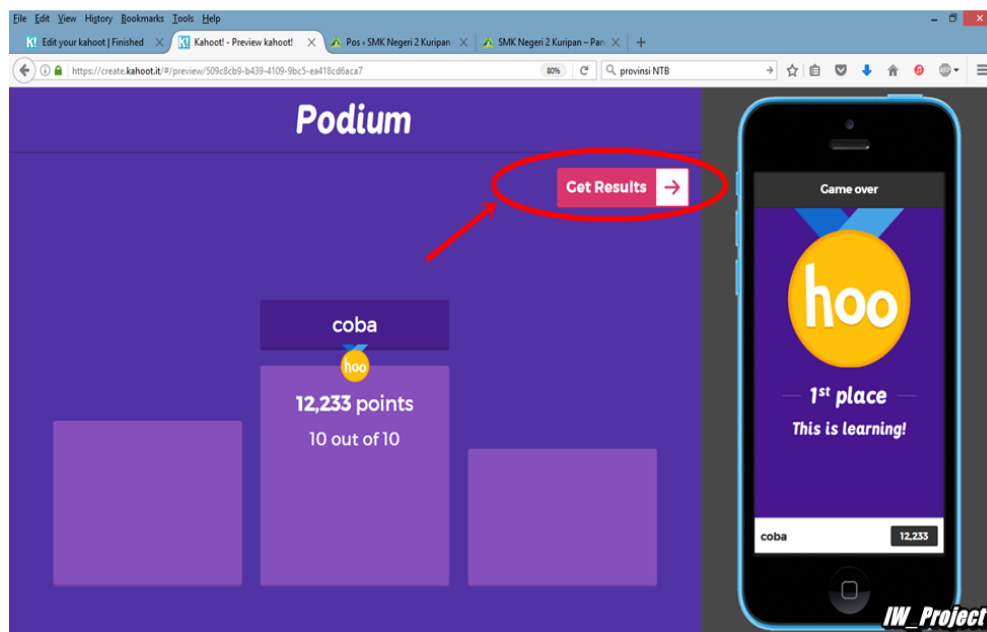 File Edit View History Bookmarks Tools Help
Edit your kahoot | Finished
Kahoot! - Preview kahoot!
Pos ‹ SMK Negeri 2 Kuripan
SMK Negeri 2 Kuripan – Pan
https://create.kahoot.it/#/preview/509c8cb9-b439-4109-9bc5-ea418cd6aca7
80%
provinsi NTB
Podium
Get Results
coba
hoo
12,233 points
10 out of 10
Game over
hoo
1st place
This is learning!
coba 12,233
IW_Project